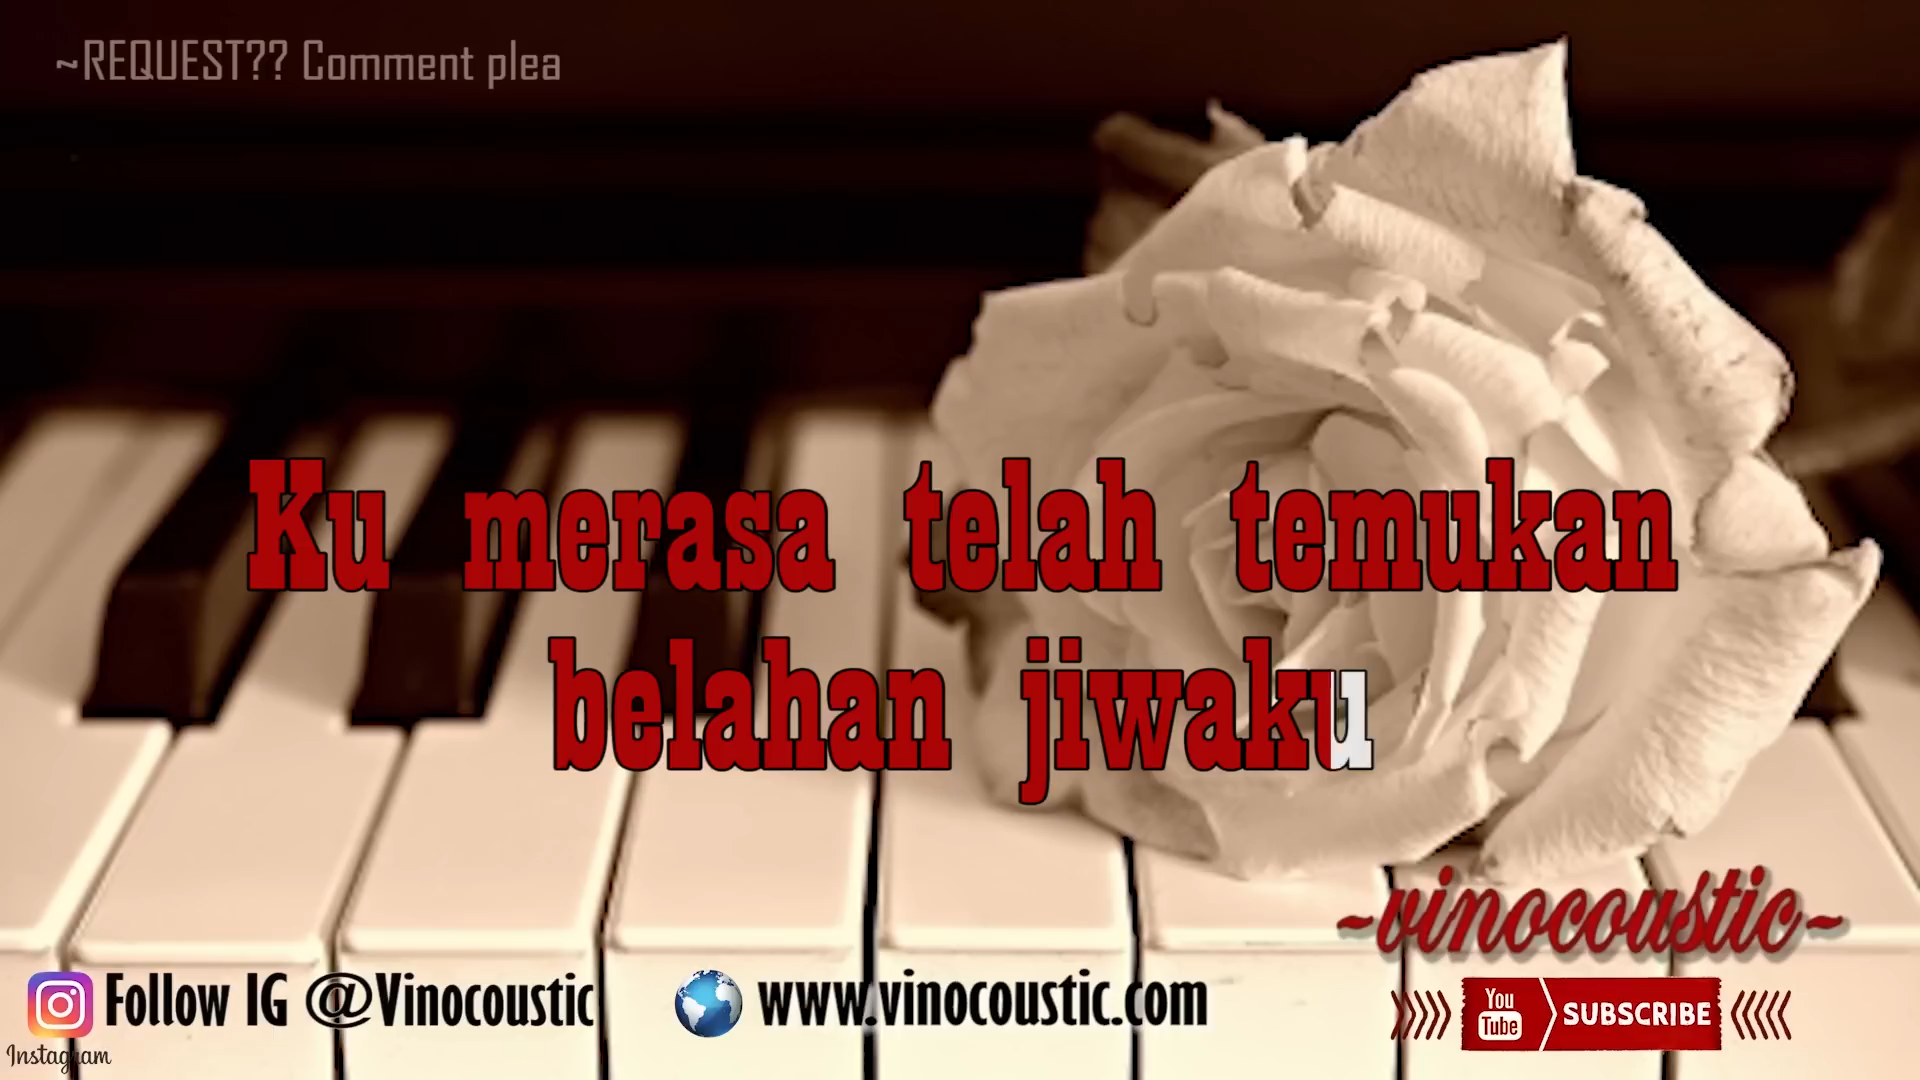 ~REQUEST?? Comment plea
Ku merasa telah temukan
belahan jiwaku
~vinocoustic~
Follow IG @Vinocoustic
www.vinocoustic.com
You Tube SUBSCRIBE
Instagram